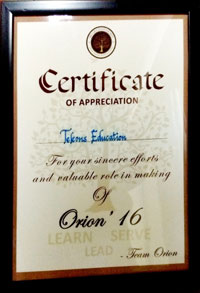 Certificate
OF APPRECIATION
Education
For your sincere efforts
and valuable role in making
Of
Orion' 16
LEARN SERVE
LEAD
- Team Orion